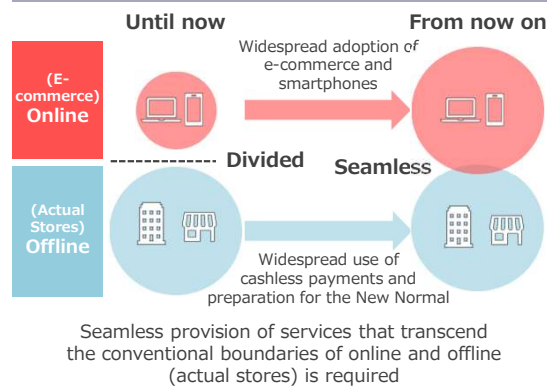 Until now
From now on
(E-
commerce)
Online
Widespread adoption of
e-commerce and
smartphones
Divided
Seamless
(Actual
Stores)
Offline
Widespread use of
cashless payments and
preparation for the New Normal
Seamless provision of services that transcend
the conventional boundaries of online and offline
(actual stores) is required